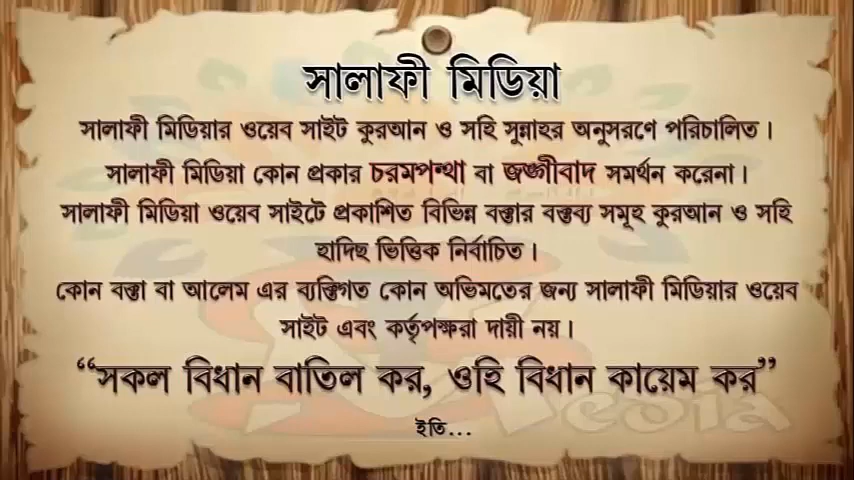 সালাফী মিডিয়া
সালাফী মিডিয়ার ওয়েব সাইট কুরআন ও সহি সুন্নাহর অনুসরণে পরিচালিত।
সালাফী মিডিয়া কোন প্রকার চরমপন্থা বা জঙ্গীবাদ সমর্থন করেনা।
সালাফী মিডিয়া ওয়েব সাইটে প্রকাশিত বিভিন্ন বক্তার বক্তব্য সমূহ কুরআন ও সহি
হাদিছ ভিত্তিক নির্বাচিত।
কোন বক্তা বা আলেম এর ব্যক্তিগত কোন অভিমতের জন্য সালাফী মিডিয়ার ওয়েব
সাইট এবং কর্তৃপক্ষরা দায়ী নয়।
“সকল বিধান বাতিল কর, ওহি বিধান কায়েম কর”
ইতি...